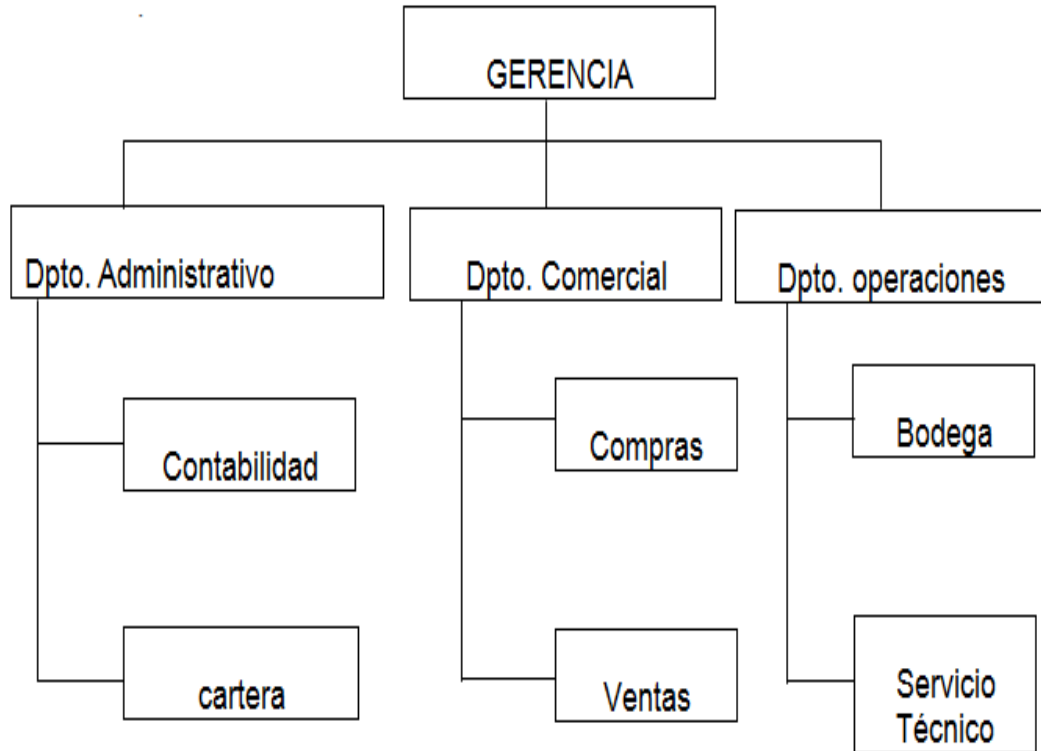 GERENCIA
Dpto. Administrativo
Dpto. Comercial
Dpto. operaciones
Contabilidad
Compras
Bodega
cartera
Ventas
Servicio
Técnico